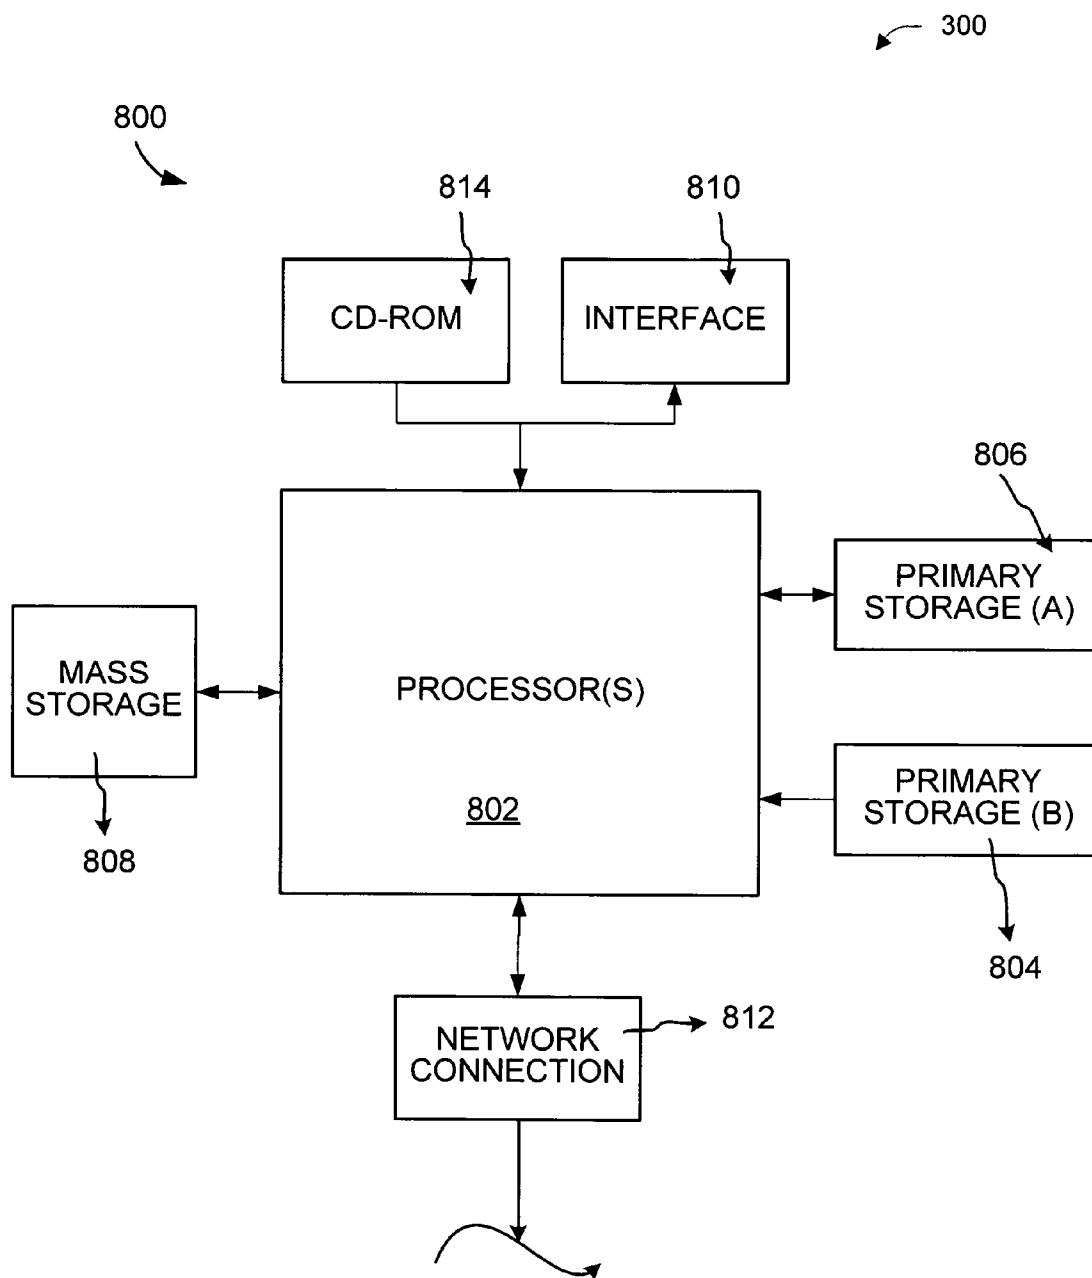 300
800
814
810
CD-ROM
INTERFACE
806
PRIMARY
STORAGE (A)
MASS
STORAGE
PROCESSOR(S)
PRIMARY
STORAGE (B)
802
808
804
NETWORK
CONNECTION
812